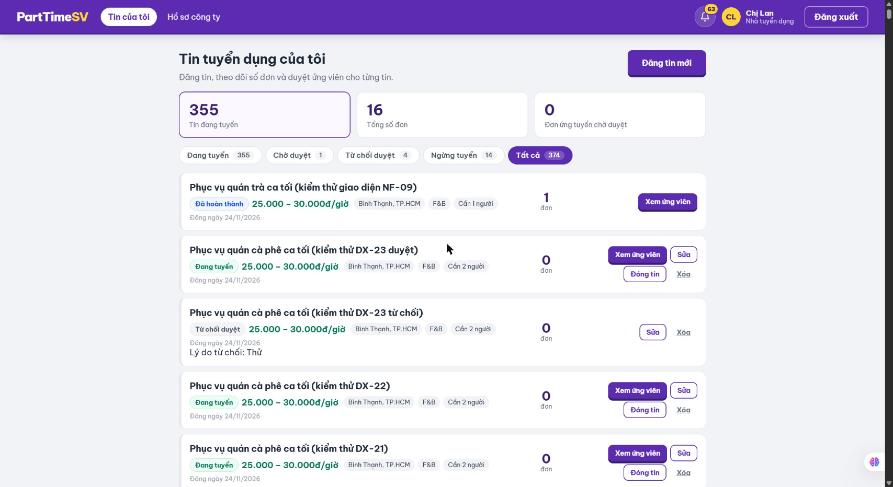 PartTimeSV Tin của tôi Hồ sơ công ty 63 CL Chị Lan Nhà tuyển dụng Đăng xuất
Tin tuyển dụng của tôi
Đăng tin, theo dõi số đơn và duyệt ứng viên cho từng tin.
Đăng tin mới
355
Tin đang tuyển
16
Tổng số đơn
0
Đơn ứng tuyển chờ duyệt
Đang tuyển 355 Chờ duyệt 1 Từ chối duyệt 4 Ngừng tuyển 14 Tất cả 374
Phục vụ quán trà ca tối (kiểm thử giao diện NF-09)
Đã hoàn thành 25.000 – 30.000đ/giờ Bình Thạnh, TP.HCM F&B Cần 1 người
Đăng ngày 24/11/2026
1
đơn
Xem ứng viên
Phục vụ quán cà phê ca tối (kiểm thử DX-23 duyệt)
Đang tuyển 25.000 – 30.000đ/giờ Bình Thạnh, TP.HCM F&B Cần 2 người
Đăng ngày 24/11/2026
0
đơn
Xem ứng viên Sửa
Đóng tin Xóa
Phục vụ quán cà phê ca tối (kiểm thử DX-23 từ chối)
Từ chối duyệt 25.000 – 30.000đ/giờ Bình Thạnh, TP.HCM F&B Cần 2 người
Đăng ngày 24/11/2026
Lý do từ chối: Thử
0
đơn
Sửa Xóa
Phục vụ quán cà phê ca tối (kiểm thử DX-22)
Đang tuyển 25.000 – 30.000đ/giờ Bình Thạnh, TP.HCM F&B Cần 2 người
Đăng ngày 24/11/2026
0
đơn
Xem ứng viên Sửa
Đóng tin Xóa
Phục vụ quán cà phê ca tối (kiểm thử DX-21)
Đang tuyển 25.000 – 30.000đ/giờ Bình Thạnh, TP.HCM F&B Cần 2 người
Đăng ngày 24/11/2026
0
đơn
Xem ứng viên Sửa
Đóng tin Xóa